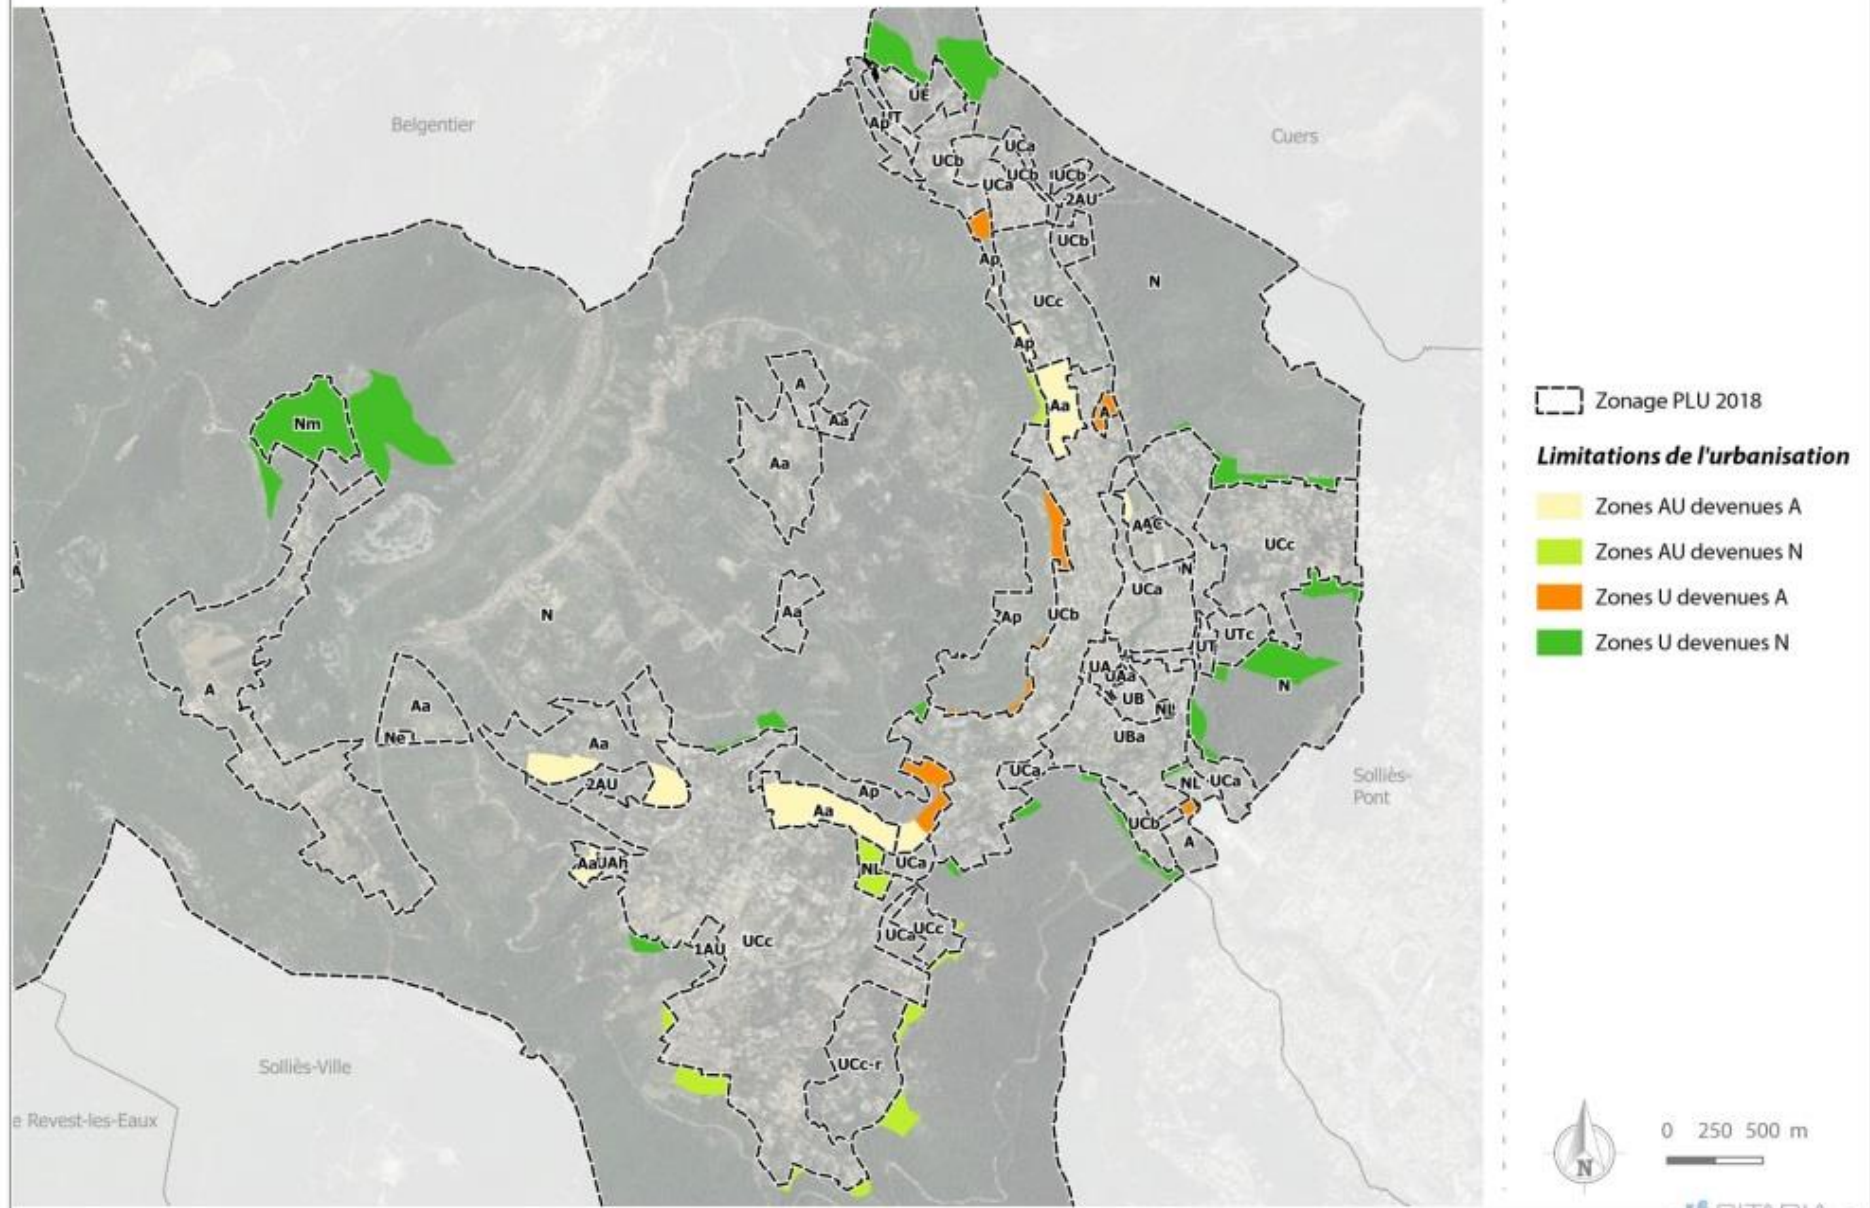 Belgentier
Cuers
UE
UT
Ap
UCa
UCb
UCb
UCb
UCa
2AU
UCb
Ap
N
UCc
Ap
A
Aa
A
Aa
Nm
Aa
UCc
N
Aa
N
UCa
Ap
UCb
UTc
UT
UA
UAa
A
N
UB
Aa
Ne
UBa
Aa
UCa
NL
UCa
2AU
Ap
Aa
UCb
A
Aa
UAh
UCa
NL
UCc
UCa
UCc
1AU
UCc-r
Solliès-
Pont
Solliès-Ville
e Revest-les-Eaux
Zonage PLU 2018
Limitations de l'urbanisation
Zones AU devenues A
Zones AU devenues N
Zones U devenues A
Zones U devenues N
N
0 250 500 m